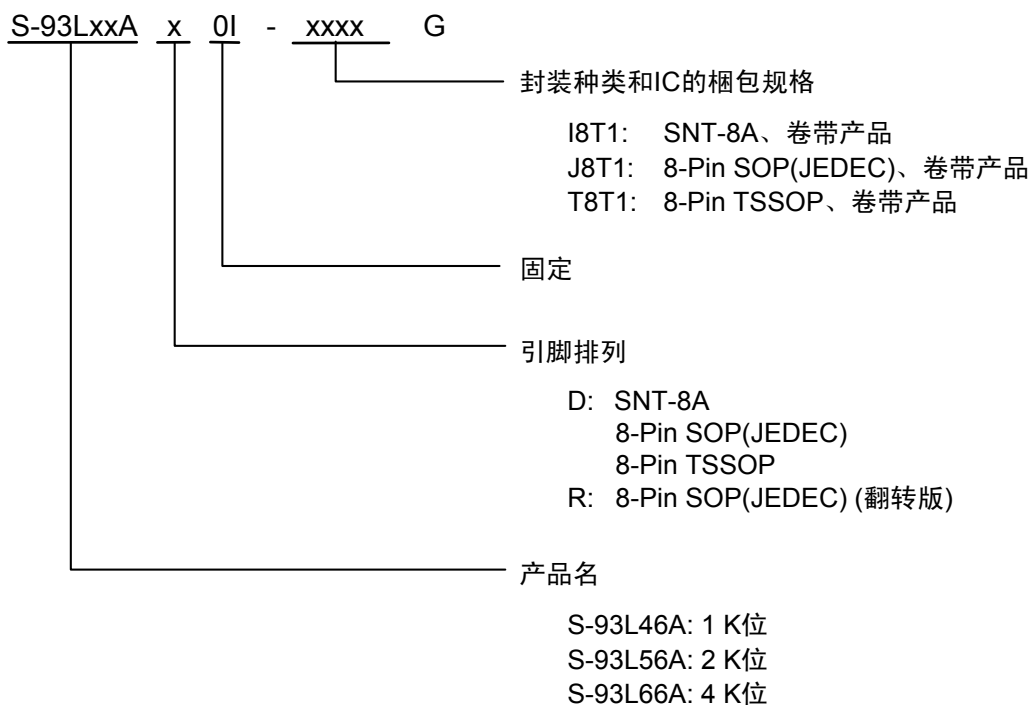 S-93LxxA x 0I - xxxx G
封装种类和IC的梱包规格
I8T1: SNT-8A、卷带产品
J8T1: 8-Pin SOP(JEDEC)、卷带产品
T8T1: 8-Pin TSSOP、卷带产品
固定
引脚排列
D: SNT-8A
8-Pin SOP(JEDEC)
8-Pin TSSOP
R: 8-Pin SOP(JEDEC) (翻转版)
产品名
S-93L46A: 1 K位
S-93L56A: 2 K位
S-93L66A: 4 K位